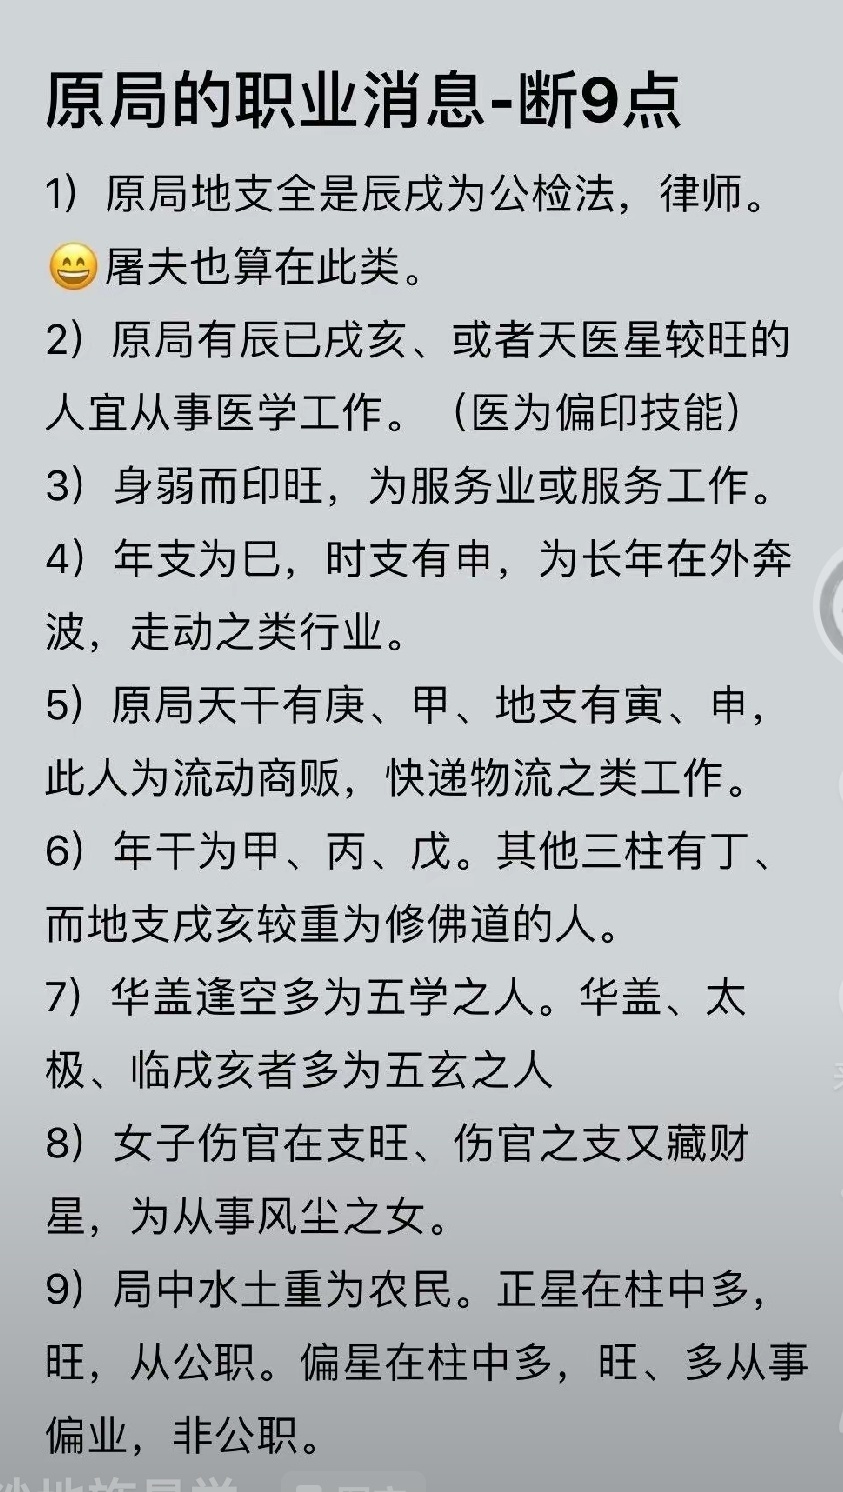 原局的职业消息-断9点
1）原局地支全是辰戌为公检法，律师。
😄屠夫也算在此类。
2）原局有辰已戌亥、或者天医星较旺的
人宜从事医学工作。（医为偏印技能）
3）身弱而印旺，为服务业或服务工作。
4）年支为巳，时支有申，为长年在外奔
波，走动之类行业。
5）原局天干有庚、甲、地支有寅、申，
此人为流动商贩，快递物流之类工作。
6）年干为甲、丙、戊。其他三柱有丁、
而地支戌亥较重为修佛道的人。
7）华盖逢空多为五学之人。华盖、太
极、临戌亥者多为五玄之人
8）女子伤官在支旺、伤官之支又藏财
星，为从事风尘之女。
9）局中水土重为农民。正星在柱中多，
旺，从公职。偏星在柱中多，旺、多从事
偏业，非公职。